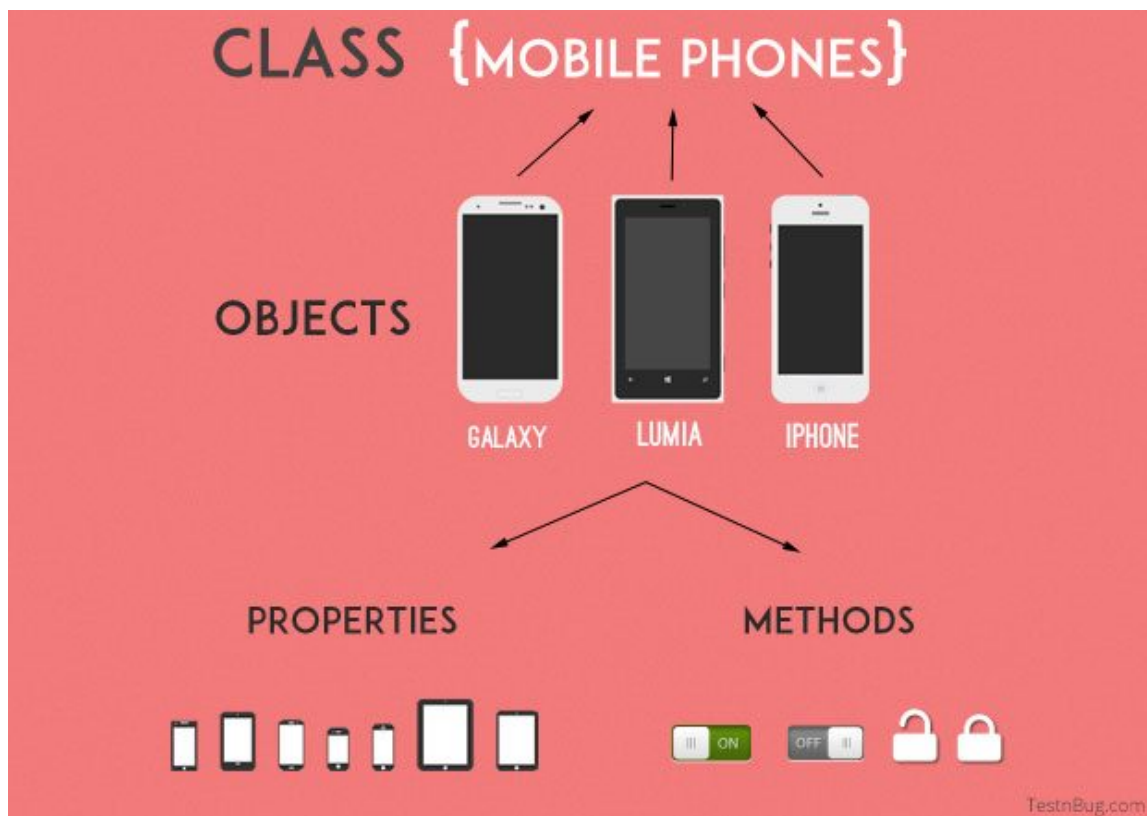 CLASS {MOBILE PHONES}
OBJECTS
GALAXY LUMIA IPHONE
PROPERTIES METHODS
ON OFF
TestnBug.com